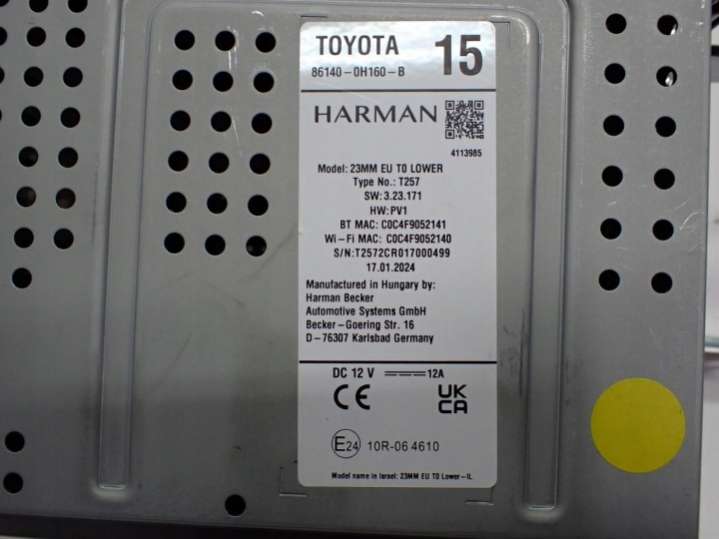 TOYOTA 15
86140-0H160-B
HARMAN
4113985
Model: 23MM EU T0 LOWER
Type No.: T257
SW: 3.23.171
HW: PV1
BT MAC: C0C4F9052141
Wi-Fi MAC: C0C4F9052140
S/N:T2572CR017000499
17.01.2024
Manufactured in Hungary by:
Harman Becker
Automotive Systems GmbH
Becker-Goering Str. 16
D-76307 Karlsbad Germany
DC 12 V 12A
CE UK
CA
E24 10R-06 4610
Model name in Israel: 23MM EU T0 Lower-IL